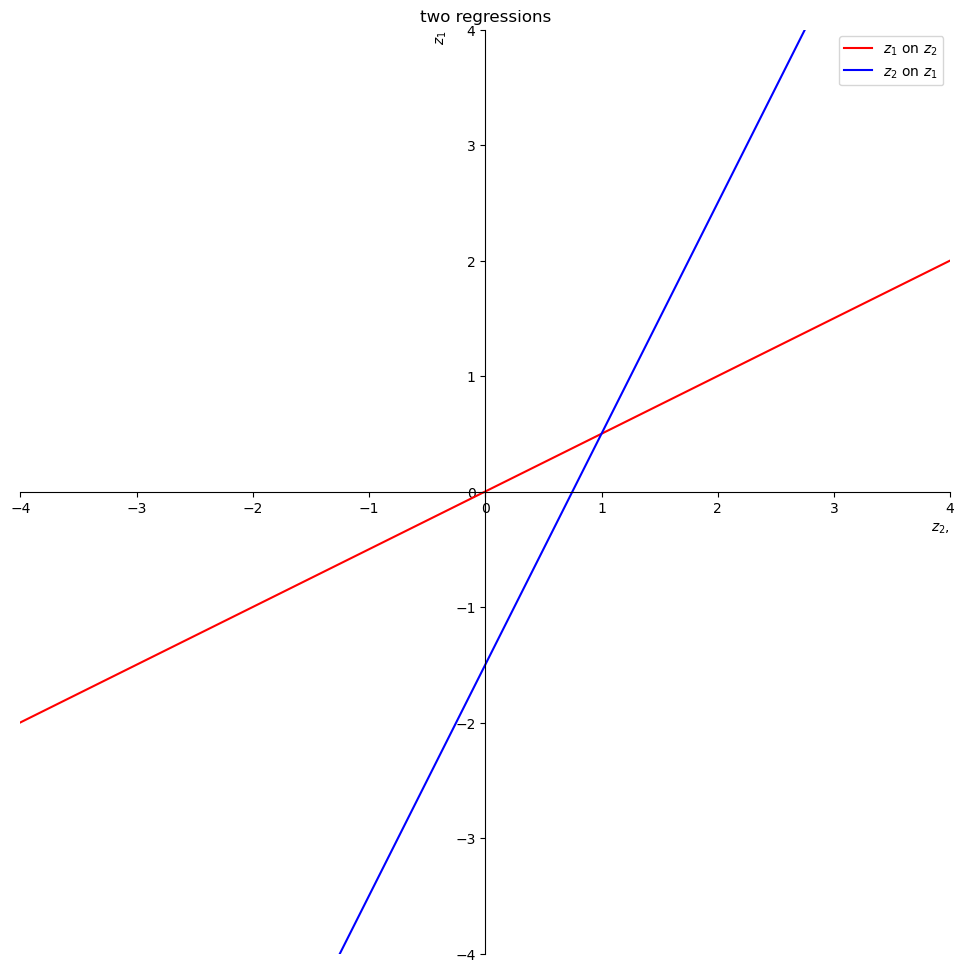 two regressions
z₁
z₁ on z₂
z₂ on z₁
4
3
2
1
0
−4 −3 −2 −1 0 1 2 3 4
z₂,
−1
−2
−3
−4